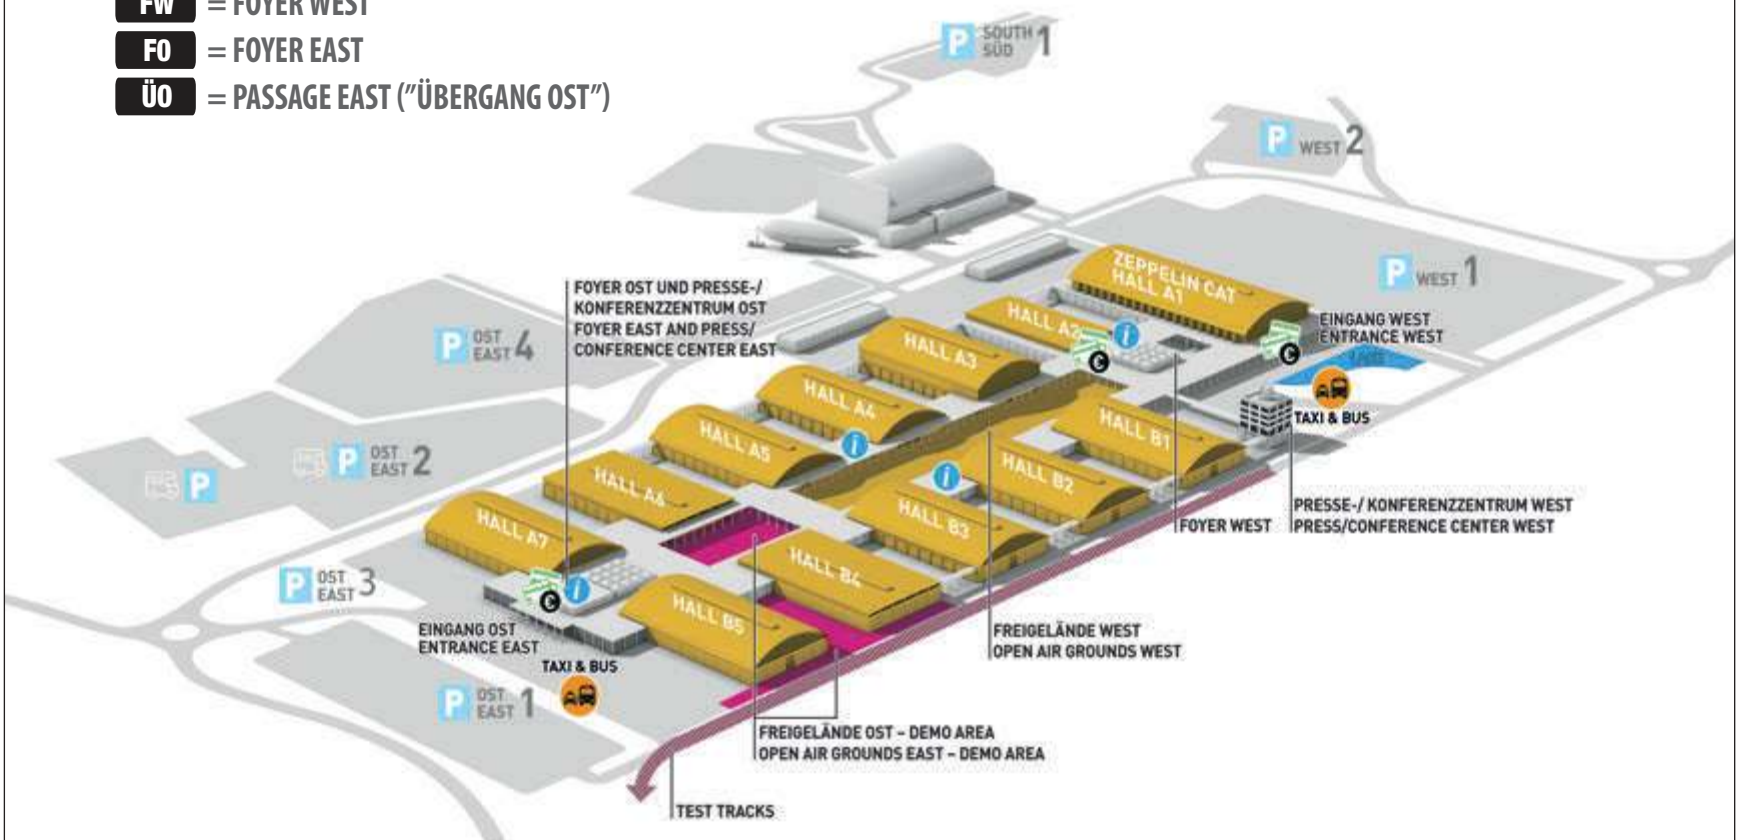 FW = FOYER WEST
FO = FOYER EAST
ÜO = PASSAGE EAST ("ÜBERGANG OST")
P SOUTH SÜD 1
P WEST 2
P WEST 1
ZEPPELIN CAT
HALL A1
HALL A2
i
€
€
EINGANG WEST
ENTRANCE WEST
TAXI & BUS
FOYER OST UND PRESSE-/
KONFERENZZENTRUM OST
FOYER EAST AND PRESS/
CONFERENCE CENTER EAST
P OST EAST 4
HALL A3
HALL A4
HALL A5
i
HALL A6
HALL A7
HALL B1
HALL B2
i
HALL B3
HALL B4
HALL B5
P OST EAST 2
P
P OST EAST 3
€
i
EINGANG OST
ENTRANCE EAST
TAXI & BUS
P OST EAST 1
PRESSE-/ KONFERENZZENTRUM WEST
PRESS/CONFERENCE CENTER WEST
FOYER WEST
FREIGELÄNDE WEST
OPEN AIR GROUNDS WEST
FREIGELÄNDE OST – DEMO AREA
OPEN AIR GROUNDS EAST – DEMO AREA
TEST TRACKS